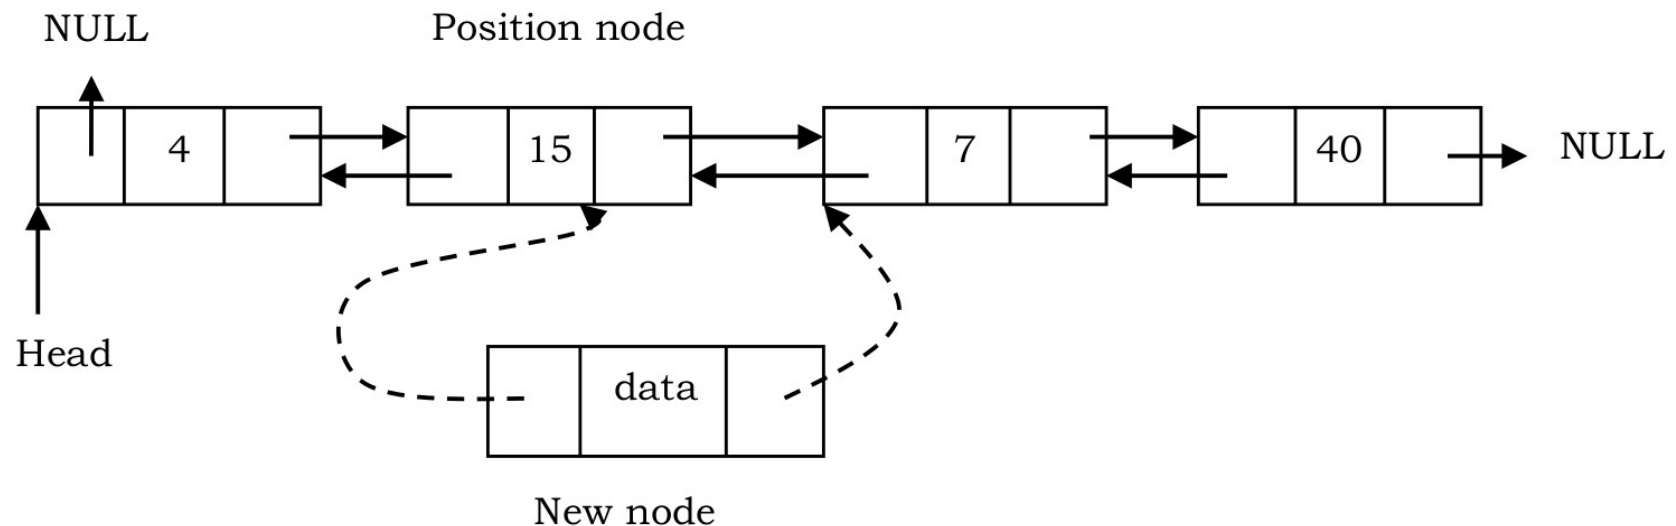 NULL
Position node
4
15
7
40
NULL
Head
data
New node